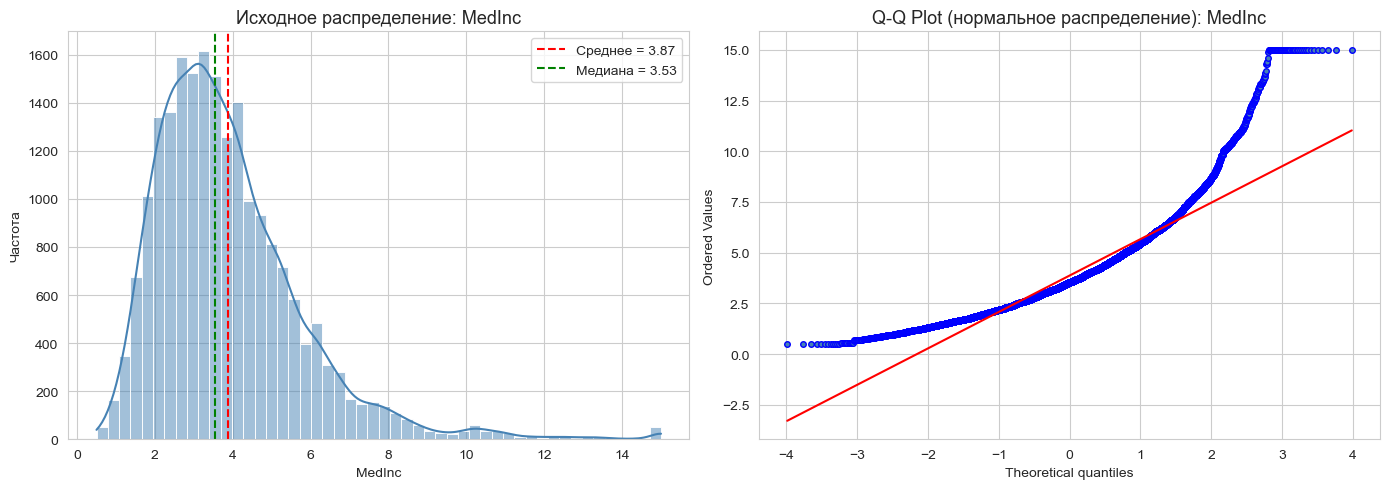 Исходное распределение: MedInc
Среднее = 3.87
Медиана = 3.53
Частота
1600
1400
1200
1000
800
600
400
200
0
0 2 4 6 8 10 12 14
MedInc
Q-Q Plot (нормальное распределение): MedInc
Ordered Values
15.0
12.5
10.0
7.5
5.0
2.5
0.0
−2.5
−4 −3 −2 −1 0 1 2 3 4
Theoretical quantiles